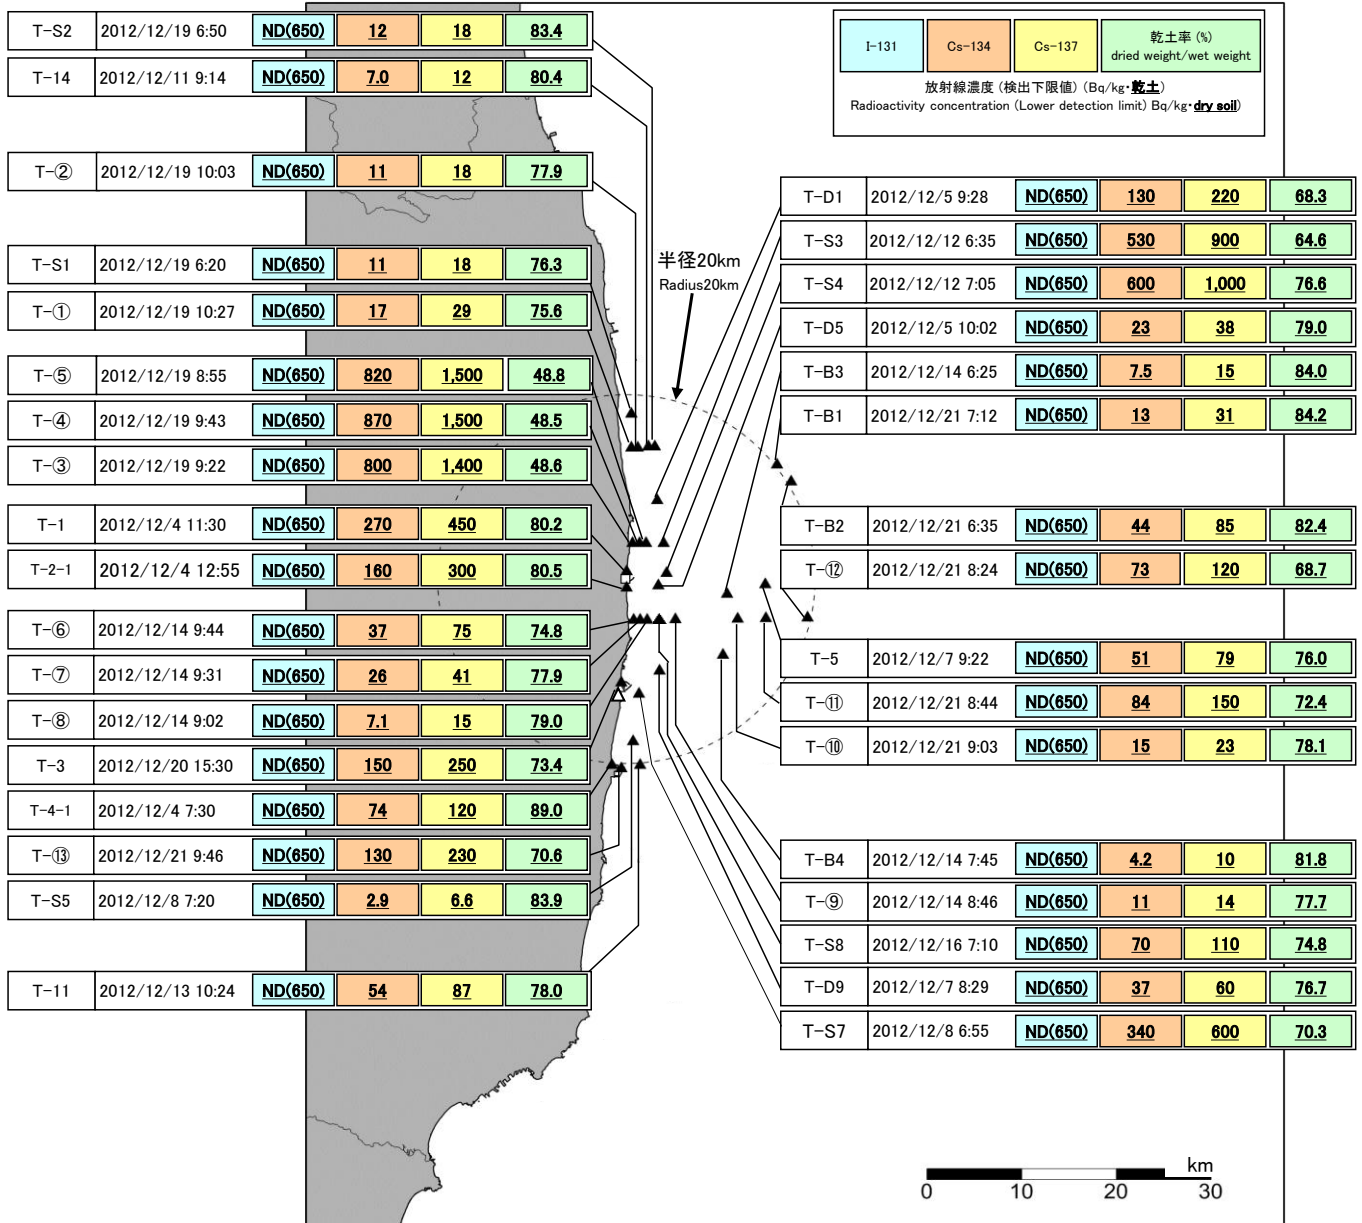 T-S2 2012/12/19 6:50 ND(650) 12 18 83.4
T-14 2012/12/11 9:14 ND(650) 7.0 12 80.4
T-② 2012/12/19 10:03 ND(650) 11 18 77.9
T-S1 2012/12/19 6:20 ND(650) 11 18 76.3
T-① 2012/12/19 10:27 ND(650) 17 29 75.6
T-⑤ 2012/12/19 8:55 ND(650) 820 1,500 48.8
T-④ 2012/12/19 9:43 ND(650) 870 1,500 48.5
T-③ 2012/12/19 9:22 ND(650) 800 1,400 48.6
T-1 2012/12/4 11:30 ND(650) 270 450 80.2
T-2-1 2012/12/4 12:55 ND(650) 160 300 80.5
T-⑥ 2012/12/14 9:44 ND(650) 37 75 74.8
T-⑦ 2012/12/14 9:31 ND(650) 26 41 77.9
T-⑧ 2012/12/14 9:02 ND(650) 7.1 15 79.0
T-3 2012/12/20 15:30 ND(650) 150 250 73.4
T-4-1 2012/12/4 7:30 ND(650) 74 120 89.0
T-⑬ 2012/12/21 9:46 ND(650) 130 230 70.6
T-S5 2012/12/8 7:20 ND(650) 2.9 6.6 83.9
T-11 2012/12/13 10:24 ND(650) 54 87 78.0
半径20km
Radius20km
I-131 Cs-134 Cs-137 乾土率 (%)
dried weight/wet weight
放射線濃度 (検出下限値) (Bq/kg・乾土)
Radioactivity concentration (Lower detection limit) Bq/kg・dry soil)
T-D1 2012/12/5 9:28 ND(650) 130 220 68.3
T-S3 2012/12/12 6:35 ND(650) 530 900 64.6
T-S4 2012/12/12 7:05 ND(650) 600 1,000 76.6
T-D5 2012/12/5 10:02 ND(650) 23 38 79.0
T-B3 2012/12/14 6:25 ND(650) 7.5 15 84.0
T-B1 2012/12/21 7:12 ND(650) 13 31 84.2
T-B2 2012/12/21 6:35 ND(650) 44 85 82.4
T-⑫ 2012/12/21 8:24 ND(650) 73 120 68.7
T-5 2012/12/7 9:22 ND(650) 51 79 76.0
T-⑪ 2012/12/21 8:44 ND(650) 84 150 72.4
T-⑩ 2012/12/21 9:03 ND(650) 15 23 78.1
T-B4 2012/12/14 7:45 ND(650) 4.2 10 81.8
T-⑨ 2012/12/14 8:46 ND(650) 11 14 77.7
T-S8 2012/12/16 7:10 ND(650) 70 110 74.8
T-D9 2012/12/7 8:29 ND(650) 37 60 76.7
T-S7 2012/12/8 6:55 ND(650) 340 600 70.3
km
0 10 20 30